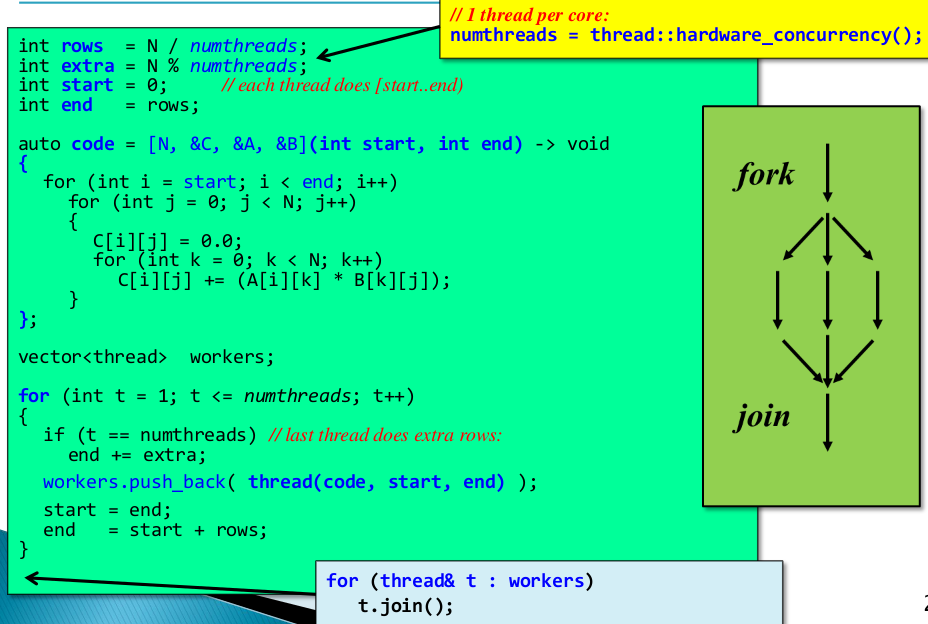 // 1 thread per core:
numthreads = thread::hardware_concurrency();
int rows  = N / numthreads;
int extra = N % numthreads;
int start = 0;     // each thread does [start..end)
int end   = rows;
auto code = [N, &C, &A, &B](int start, int end) -> void
{
  for (int i = start; i < end; i++)
    for (int j = 0; j < N; j++)
    {
      C[i][j] = 0.0;
      for (int k = 0; k < N; k++)
        C[i][j] += (A[i][k] * B[k][j]);
    }
};
vector<thread>  workers;
for (int t = 1; t <= numthreads; t++)
{
  if (t == numthreads) // last thread does extra rows:
    end += extra;
  workers.push_back( thread(code, start, end) );
  start = end;
  end   = start + rows;
}
for (thread& t : workers)
  t.join();
fork
join